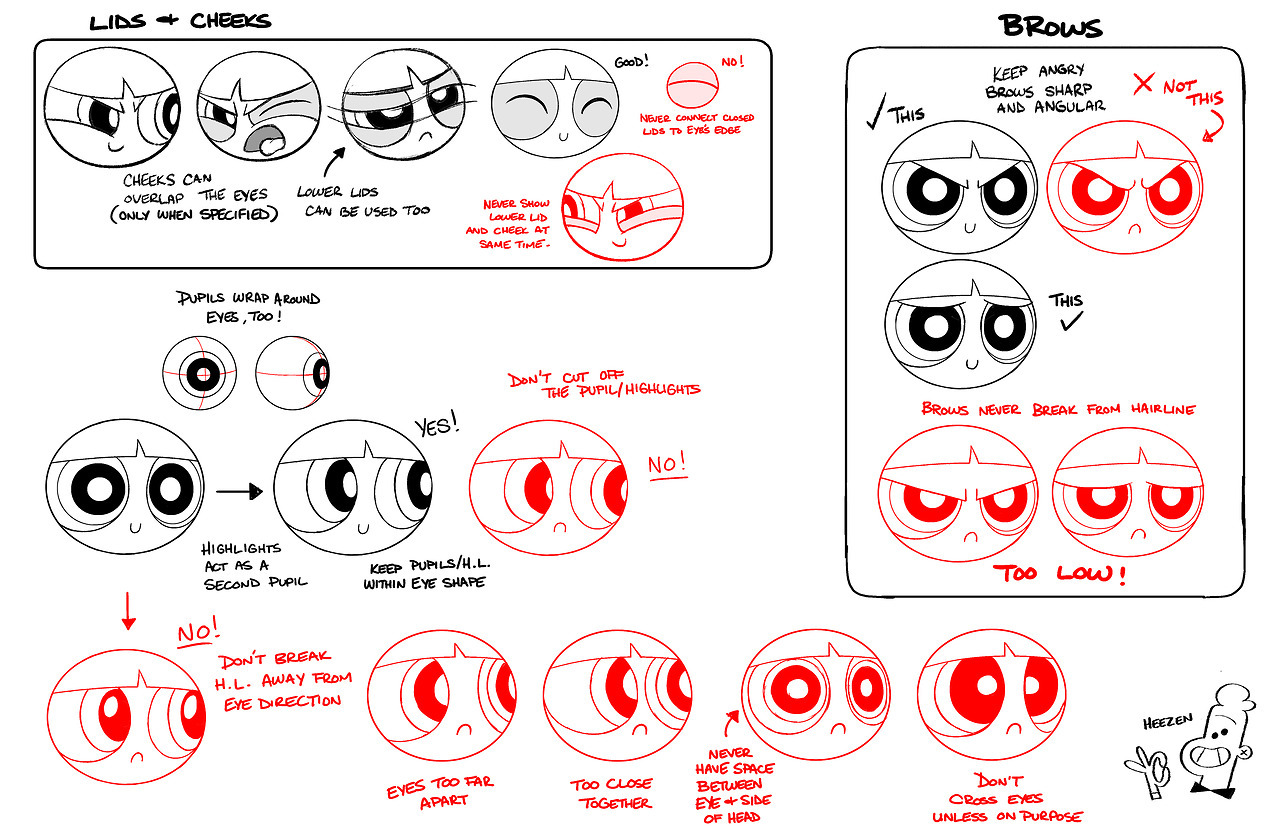 LIDS & CHEEKS
GOOD!
NO!
NEVER CONNECT CLOSED
LIDS TO EYE'S EDGE
CHEEKS CAN
OVERLAP THE EYES
(ONLY WHEN SPECIFIED)
LOWER LIDS
CAN BE USED TOO
NEVER SHOW
LOWER LID
AND CHEEK AT
SAME TIME-
BROWS
KEEP ANGRY
BROWS SHARP
AND ANGULAR
✓ THIS
X NOT
THIS
THIS
✓
BROWS NEVER BREAK FROM HAIRLINE
TOO LOW!
PUPILS WRAP AROUND
EYES, TOO!
YES!
DON'T CUT OFF
THE PUPIL/HIGHLIGHTS
NO!
HIGHLIGHTS
ACT AS A
SECOND PUPIL
KEEP PUPILS/H.L.
WITHIN EYE SHAPE
NO!
DON'T BREAK
H.L. AWAY FROM
EYE DIRECTION
EYES TOO FAR
APART
TOO CLOSE
TOGETHER
NEVER
HAVE SPACE
BETWEEN
EYE & SIDE
OF HEAD
DON'T
CROSS EYES
UNLESS ON PURPOSE
HEEZEN